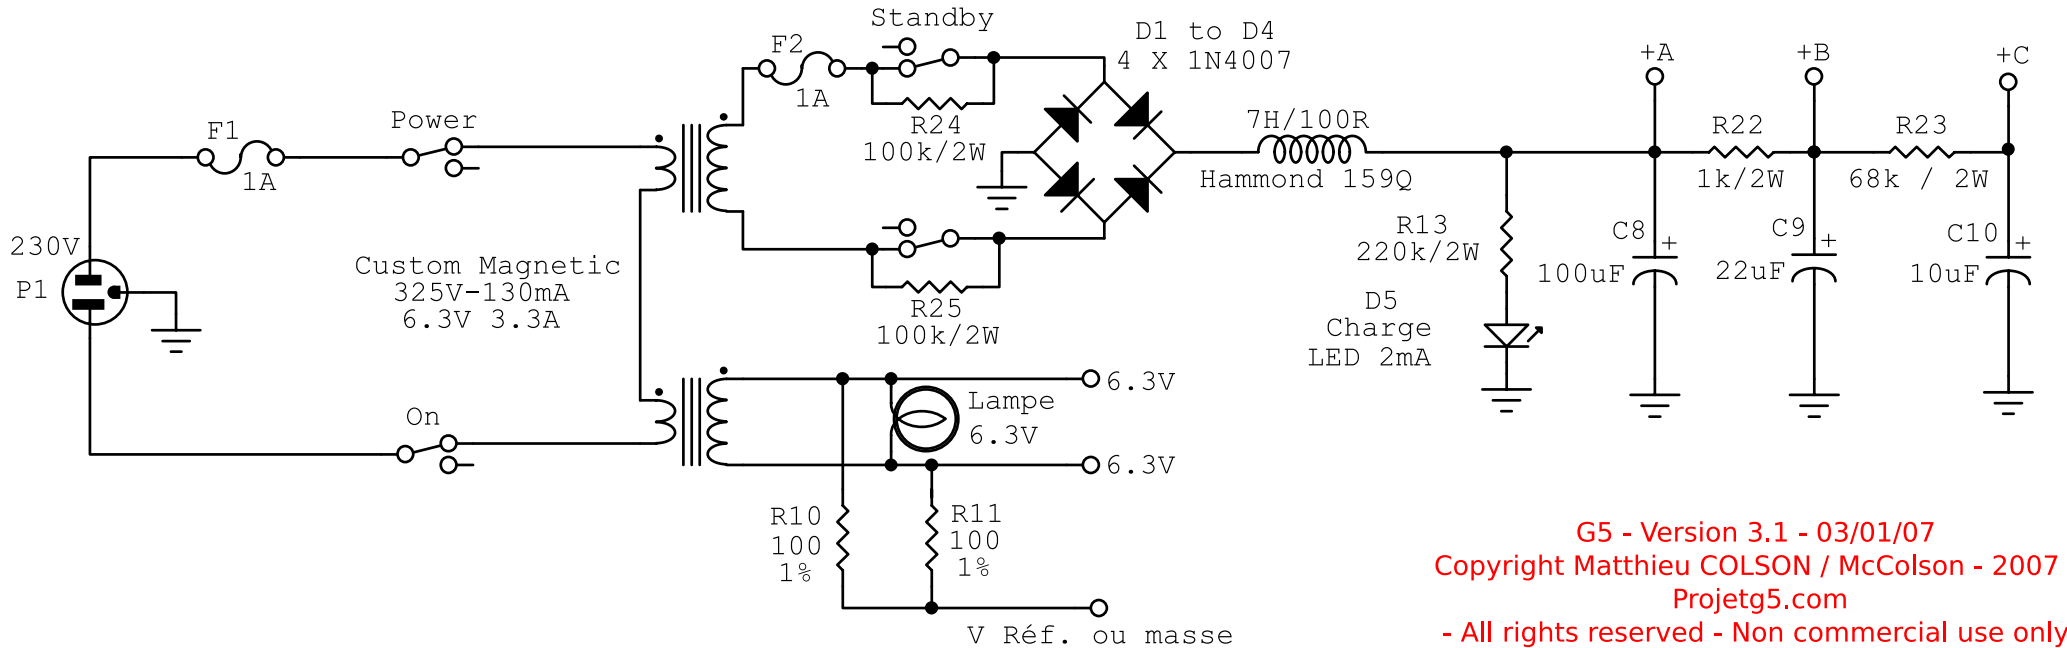 Standby
F2
1A
D1 to D4
4 X 1N4007
+A
+B
+C
F1
1A
Power
R24
100k/2W
7H/100R
Hammond 159Q
R22
1k/2W
R23
68k / 2W
230V
P1
Custom Magnetic
325V-130mA
6.3V 3.3A
R25
100k/2W
R13
220k/2W
D5
Charge
LED 2mA
C8
+
100uF
C9
+
22uF
C10
+
10uF
On
6.3V
Lampe
6.3V
6.3V
R10
100
1%
R11
100
1%
V Réf. ou masse
G5 - Version 3.1 - 03/01/07
Copyright Matthieu COLSON / McColson - 2007
Projetg5.com
- All rights reserved - Non commercial use only